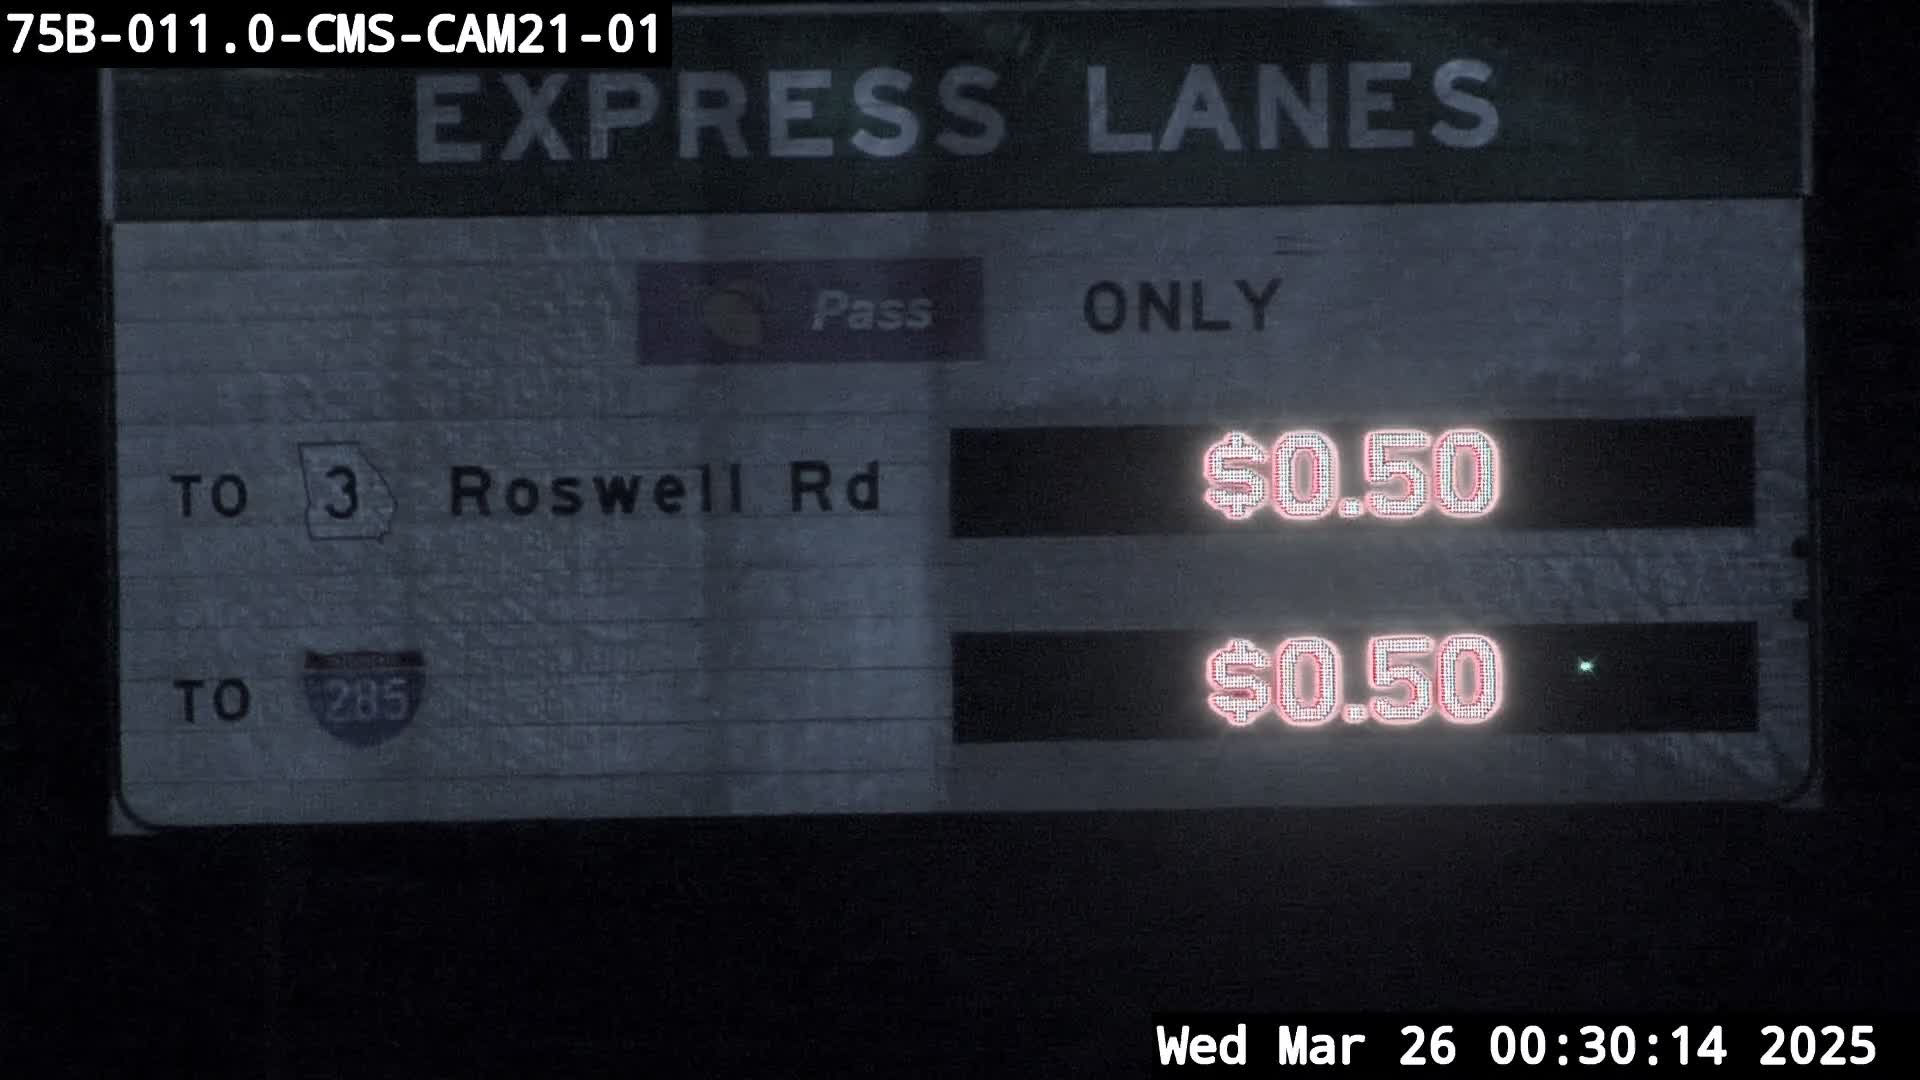 75B-011.0-CMS-CAM21-01
EXPRESS LANES
Pass ONLY
TO 3 Roswell Rd $0.50
TO 285 $0.50
Wed Mar 26 00:30:14 2025